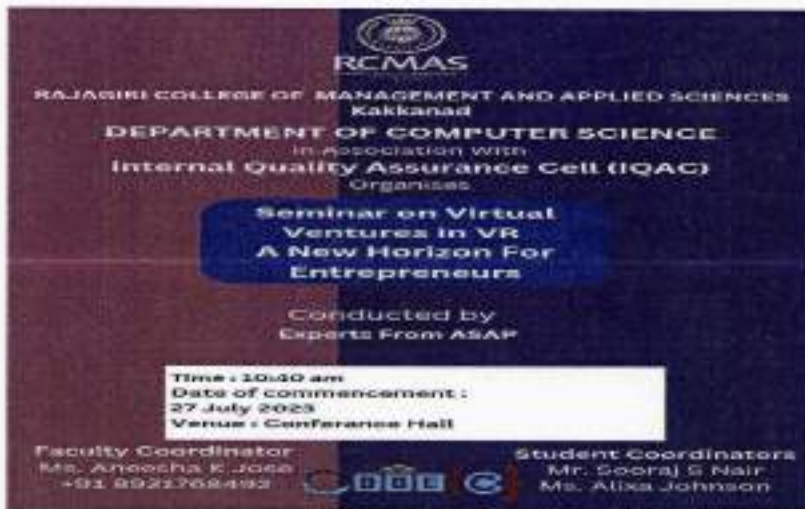 RCMAS
RAJAGIRI COLLEGE OF MANAGEMENT AND APPLIED SCIENCES
Kakkanad
DEPARTMENT OF COMPUTER SCIENCE
In Association With
Internal Quality Assurance Cell (IQAC)
Organises
Seminar on Virtual
Ventures in VR
A New Horizon For
Entrepreneurs
Conducted by
Experts From ASAP
Time : 10:40 am
Date of commencement :
27 July 2023
Venue : Conferance Hall
Faculty Coordinator
Ms. Aneesha K Jose
+91 8921768492
Student Coordinators
Mr. Sooraj S Nair
Ms. Alixa Johnson